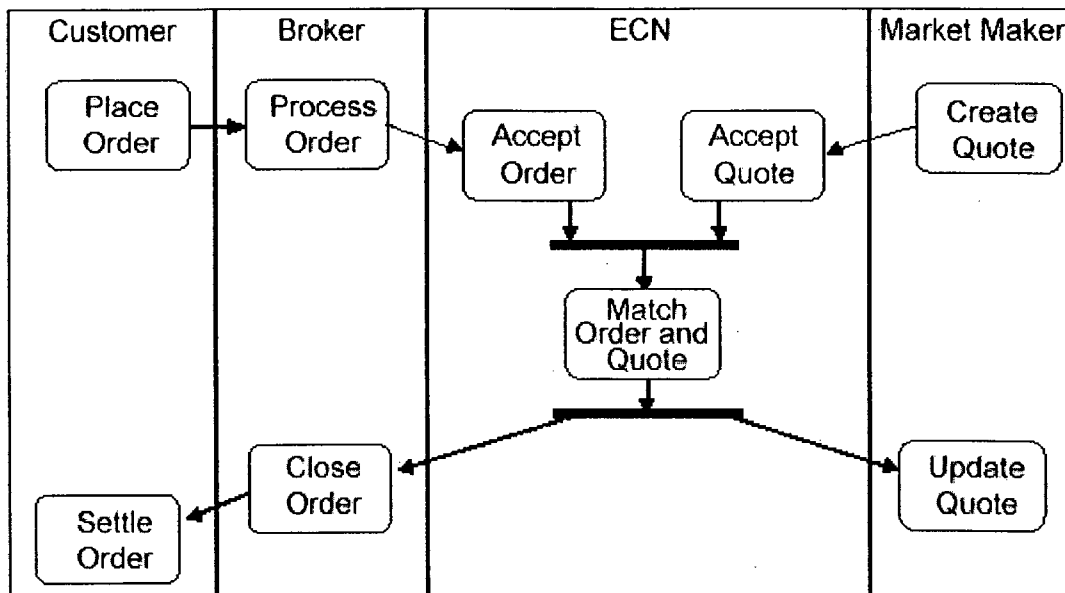 Customer
Broker
ECN
Market Maker
Place
Order
Process
Order
Accept
Order
Accept
Quote
Create
Quote
Match
Order and
Quote
Close
Order
Update
Quote
Settle
Order